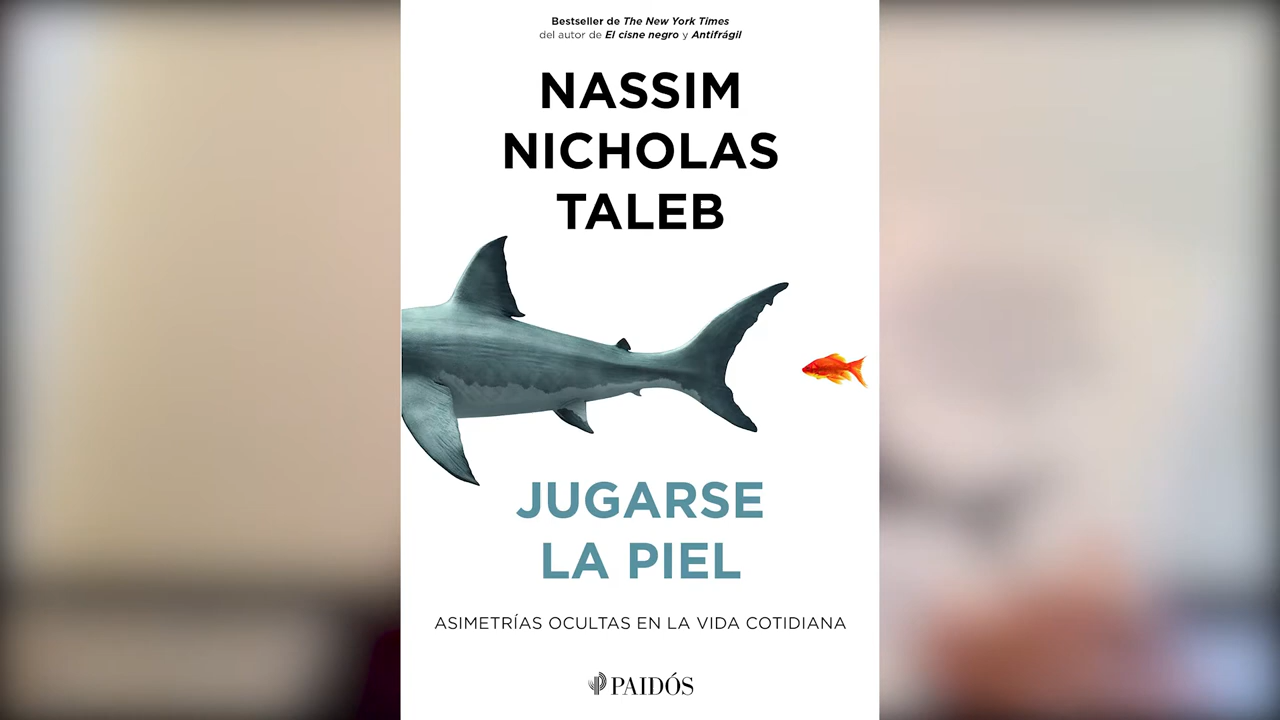 Bestseller de The New York Times
del autor de El cisne negro y Antifrágil
NASSIM
NICHOLAS
TALEB
JUGARSE
LA PIEL
ASIMETRÍAS OCULTAS EN LA VIDA COTIDIANA
PAIDÓS